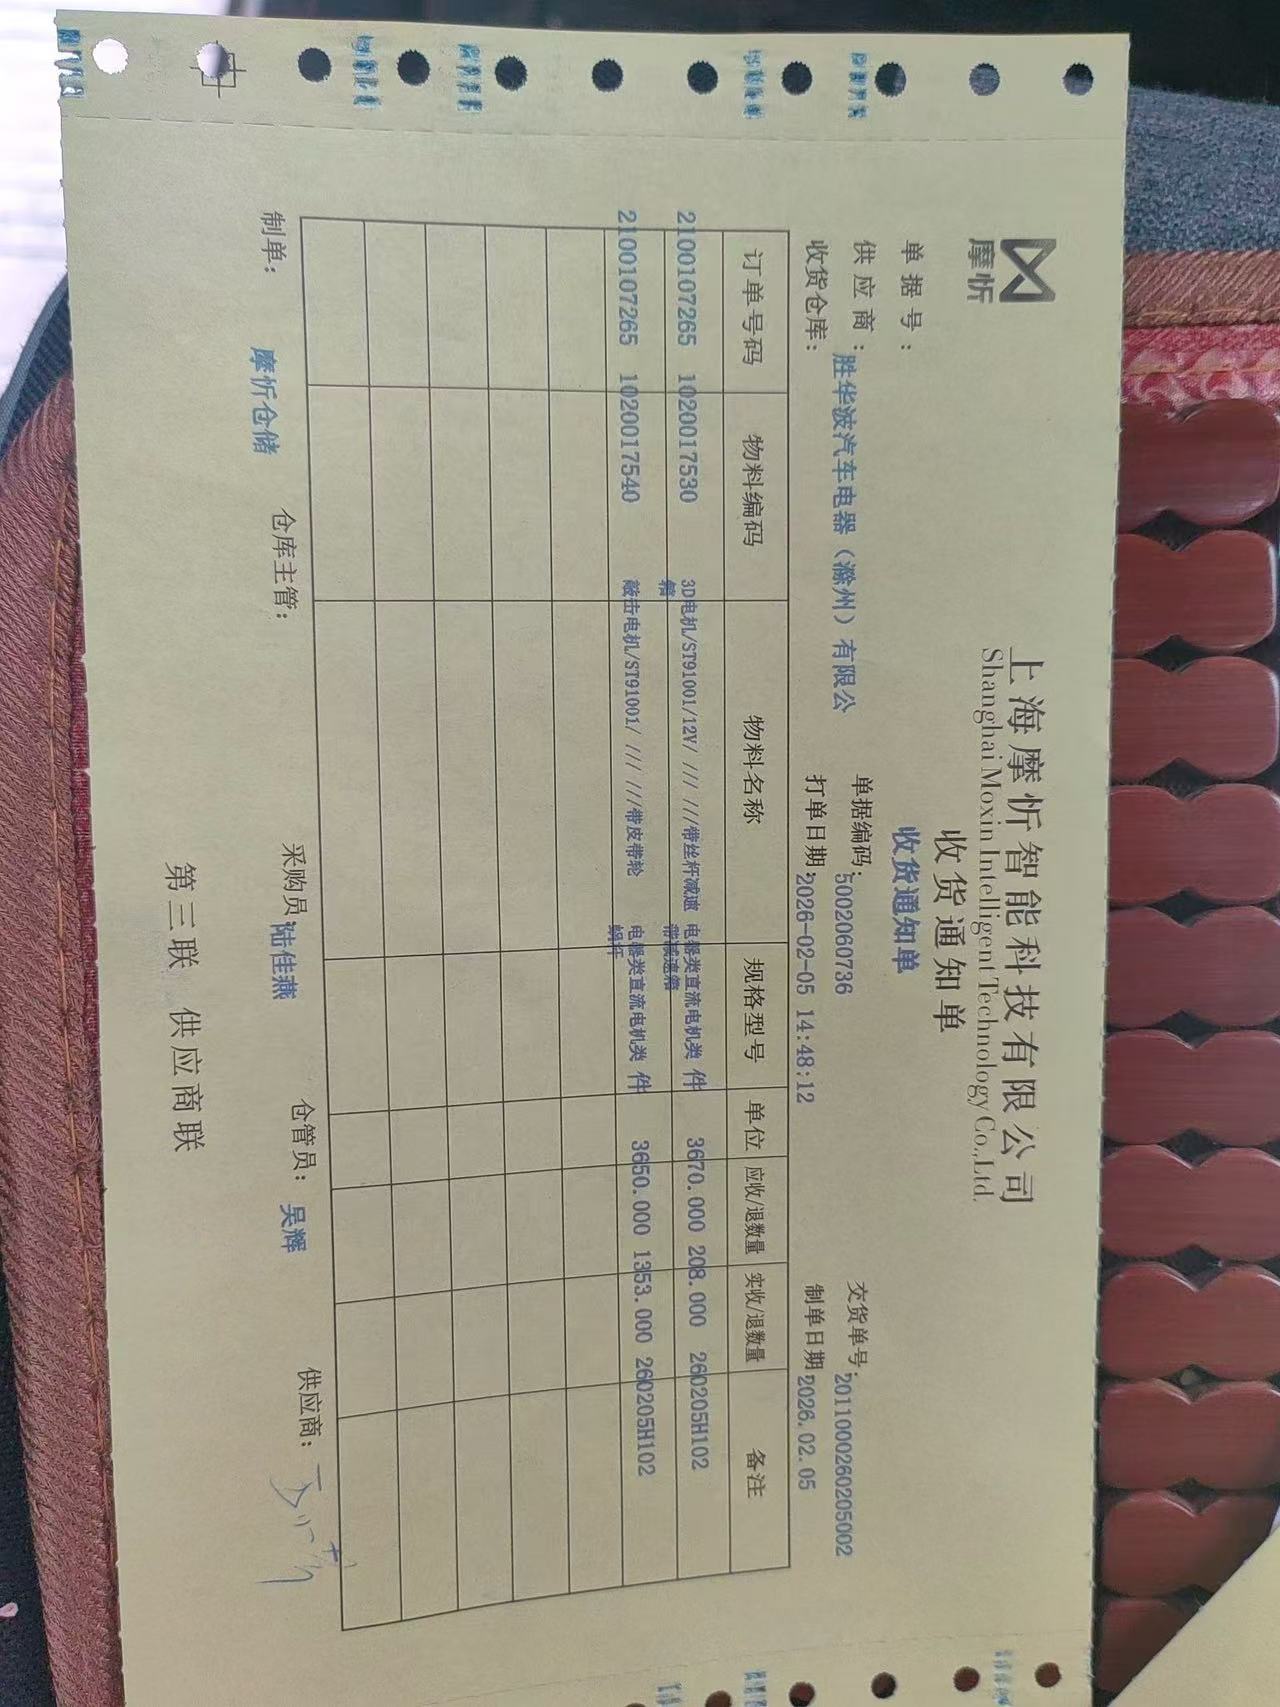 摩忻
上海摩忻智能科技有限公司
Shanghai Moxin Intelligent Technology Co.,Ltd.
收货通知单
单据号：
收货通知单
供应商：胜华波汽车电器（滁州）有限公
单据编码：5002060736
交货单号：2011000260205002
收货仓库：
打单日期：2026-02-05 14:48:12
制单日期：2026.02.05
订单号码 物料编码 物料名称 规格型号 单位 应收/退数量 实收/退数量 备注
2100107265 1020017530 3D电机/ST91001/12V/ /// ///带丝杆减速箱 电器类直流电机类带减速箱 件 3670.000 208.000 260205H102
2100107265 1020017540 敲击电机/ST91001/ /// ///带皮带轮 电器类直流电机类蜗杆 件 3650.000 1353.000 260205H102
制单：摩忻仓储 仓库主管： 采购员：陆佳燕 仓管员：吴辉 供应商：
第三联 供应商联